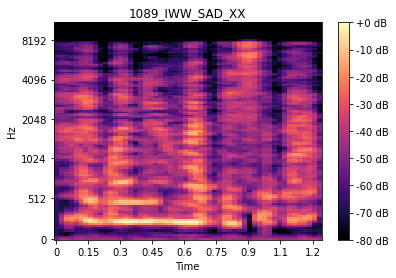 1089_IWW_SAD_XX
+0 dB
8192
-10 dB
4096
-20 dB
-30 dB
2048
-40 dB
Hz
1024
-50 dB
512
-60 dB
-70 dB
0
-80 dB
0 0.15 0.3 0.45 0.6 0.75 0.9 1.1 1.2
Time